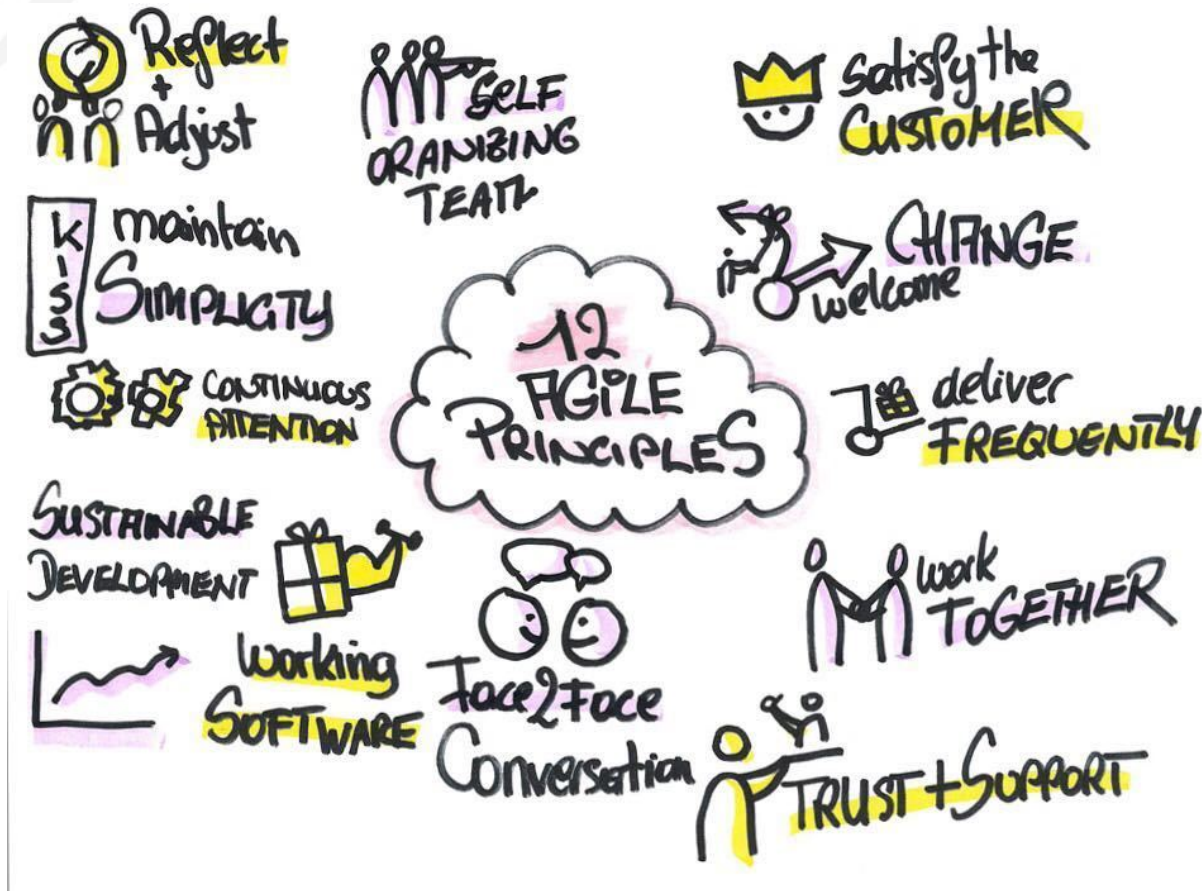 Reflect
+
Adjust
SELF
ORANIZING
TEAM
Satisfy the
CUSTOMER
KISS
maintain
SIMPLICITY
CHANGE
welcome
12
AGiLE
PRINCIPLES
CONTINUOUS
ATTENTION
deliver
FREQUENTLY
SUSTAINABLE
DEVELOPMENT
work
TOGETHER
working
SOFTWARE
Face2Face
Conversation
TRUST+SUPPORT